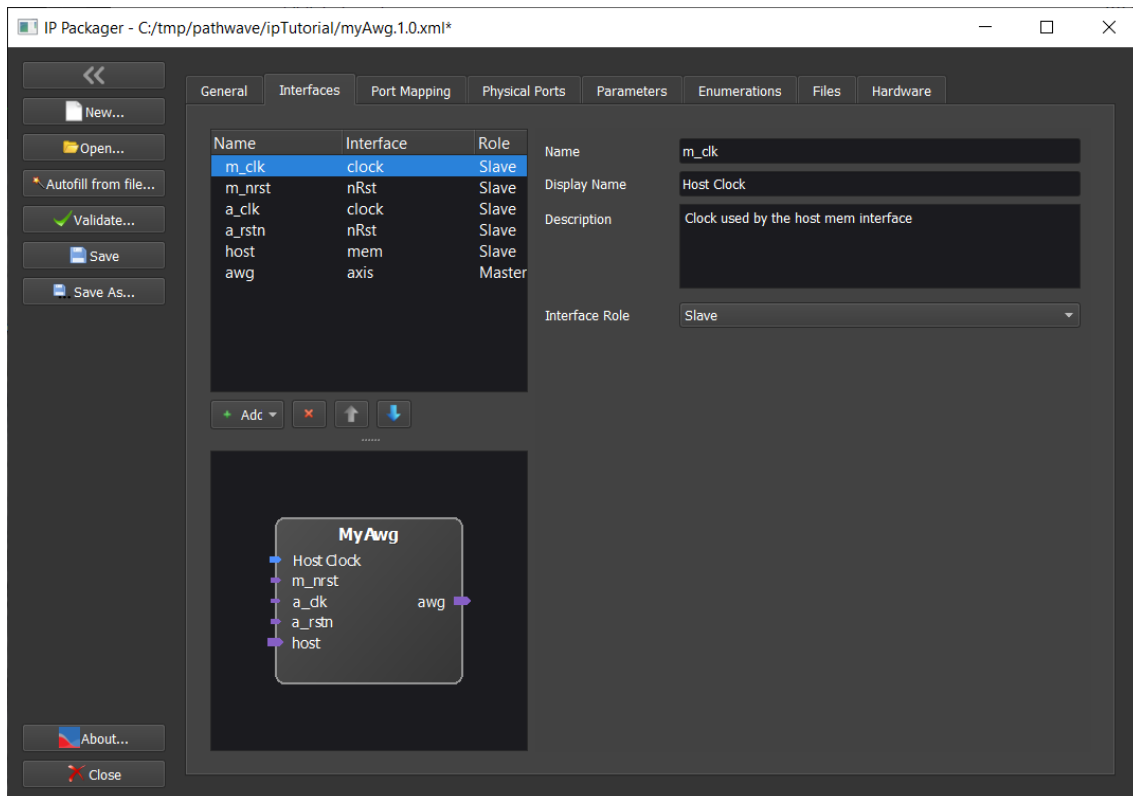 IP Packager - C:/tmp/pathwave/ipTutorial/myAwg.1.0.xml*
New...
Open...
Autofill from file...
Validate...
Save
Save As...
About...
Close
General Interfaces Port Mapping Physical Ports Parameters Enumerations Files Hardware
Name Interface Role
m_clk clock Slave
m_nrst nRst Slave
a_clk clock Slave
a_rstn nRst Slave
host mem Slave
awg axis Master
+ Adc
MyAwg
Host Clock
m_nrst
a_clk awg
a_rstn
host
Name m_clk
Display Name Host Clock
Description Clock used by the host mem interface
Interface Role Slave